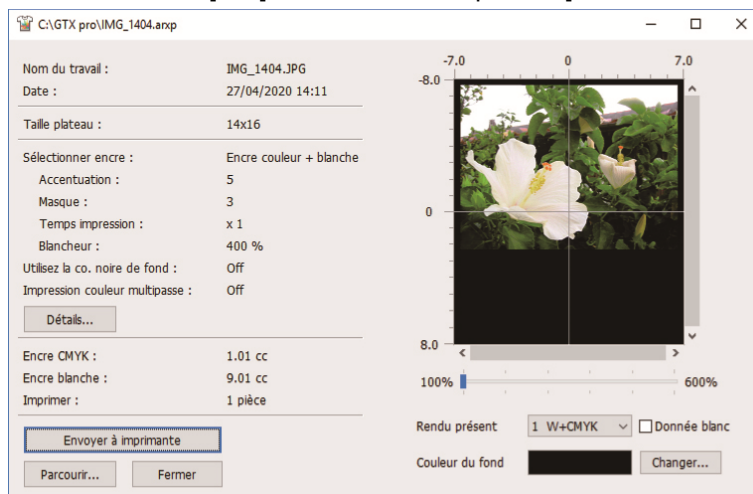 C:\GTX pro\IMG_1404.arxp
Nom du travail : IMG_1404.JPG
Date : 27/04/2020 14:11
Taille plateau : 14x16
Sélectionner encre : Encre couleur + blanche
Accentuation : 5
Masque : 3
Temps impression : x 1
Blancheur : 400 %
Utilisez la co. noire de fond : Off
Impression couleur multipasse : Off
Détails...
Encre CMYK : 1.01 cc
Encre blanche : 9.01 cc
Imprimer : 1 pièce
Envoyer à imprimante
Parcourir... Fermer
-7.0 0 7.0
-8.0
0
8.0
100% 600%
Rendu présent 1 W+CMYK Donnée blanc
Couleur du fond Changer...